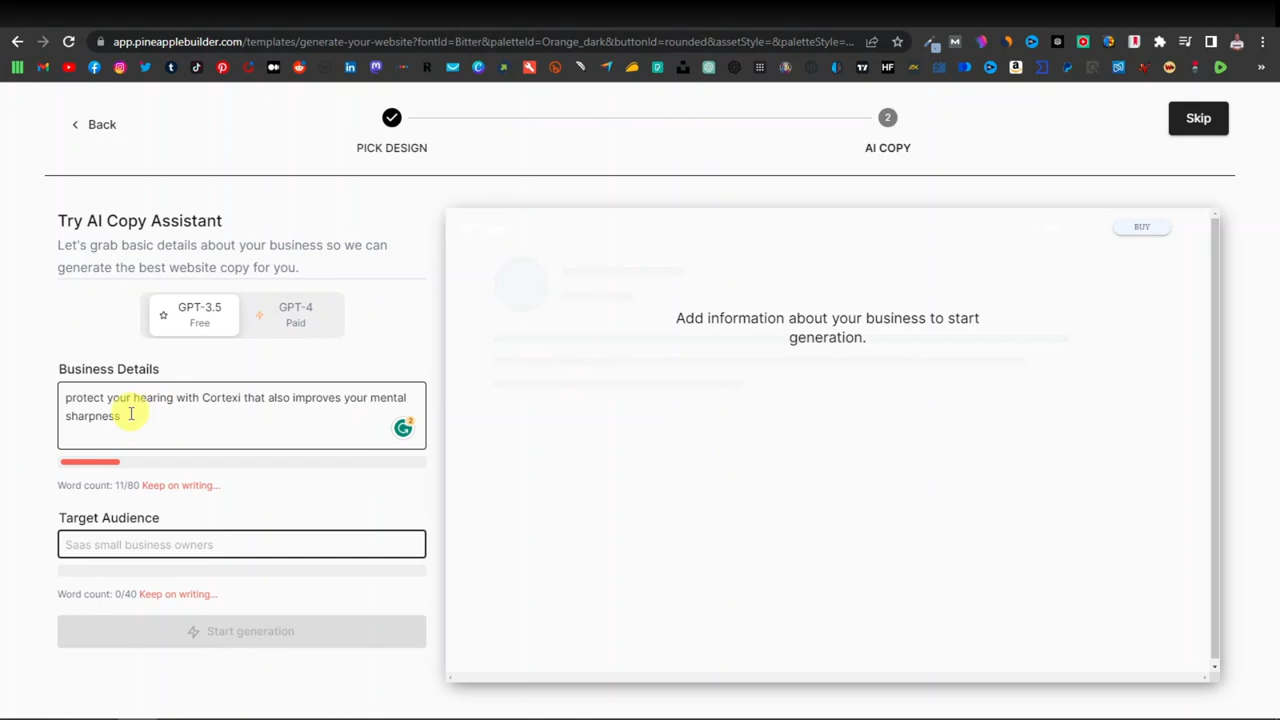 app.pineapplebuilder.com/templates/generate-your-website?fontId=Bitter&paletteId=Orange_dark&buttonId=rounded&assetStyle=&paletteStyle=...
Back
2
Skip
PICK DESIGN
AI COPY
Try AI Copy Assistant
Let's grab basic details about your business so we can
generate the best website copy for you.
GPT-3.5
Free
GPT-4
Paid
Business Details
protect your hearing with Cortexi that also improves your mental
sharpness
2
Word count: 11/80 Keep on writing...
Target Audience
Saas small business owners
Word count: 0/40 Keep on writing...
Start generation
BUY
Add information about your business to start
generation.